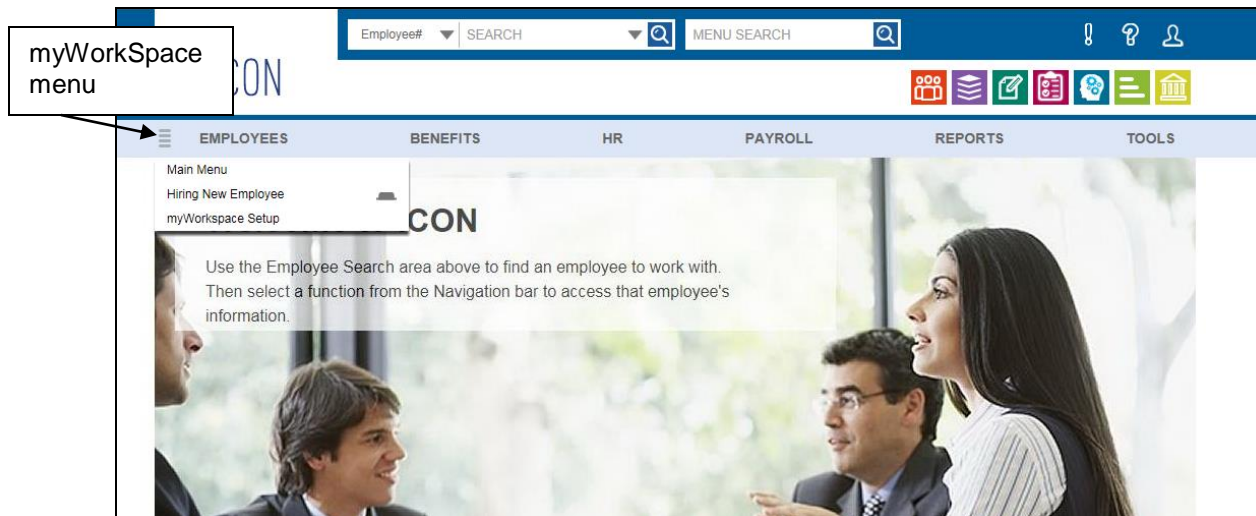 myWorkSpace
menu
Employee# SEARCH
MENU SEARCH
CON
EMPLOYEES BENEFITS HR PAYROLL REPORTS TOOLS
Main Menu
Hiring New Employee
myWorkspace Setup
CON
Use the Employee Search area above to find an employee to work with.
Then select a function from the Navigation bar to access that employee's
information.